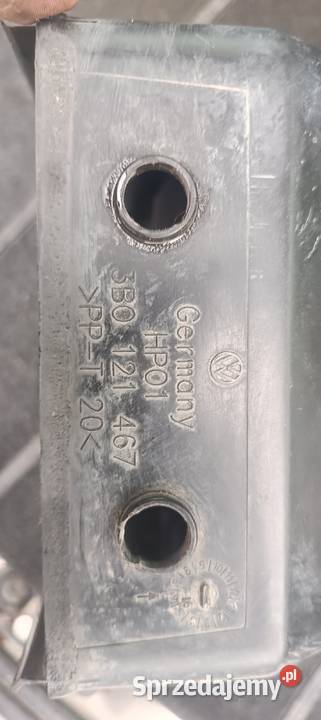 Germany
HP01
3B0 121 467
>PP-T 20<
Sprzedajemy
.pl